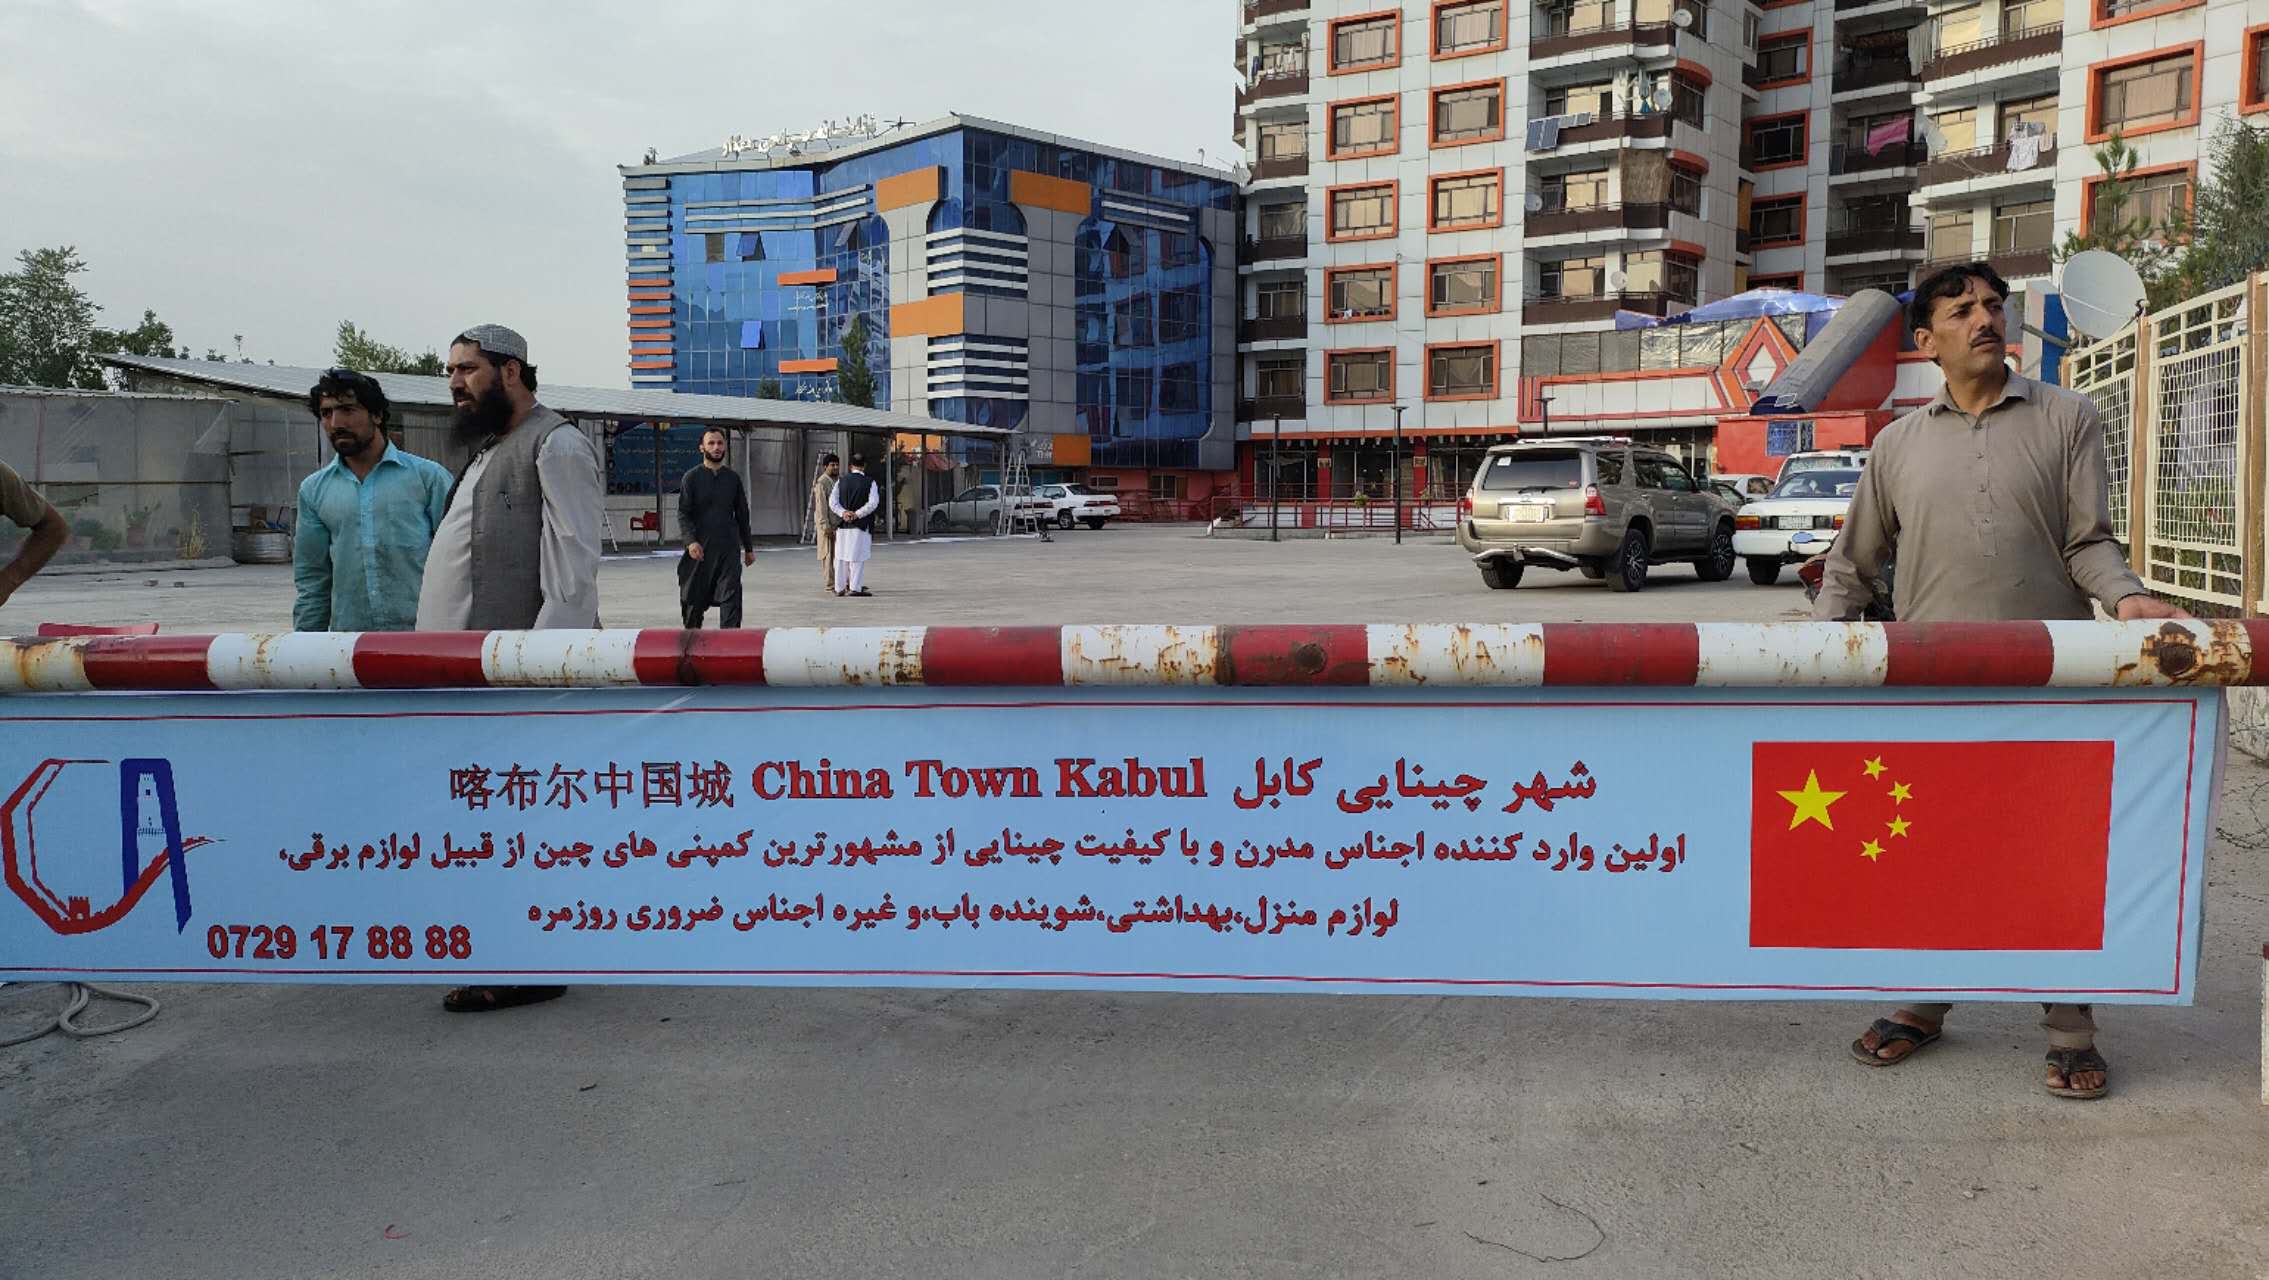 喀布尔中国城 China Town Kabul شهر چینایی کابل
اولین وارد کننده اجناس مدرن و با کیفیت چینایی از مشهورترین کمپنی های چین از قبیل لوازم برقی،
لوازم منزل،بهداشتی،شوینده باب،و غیره اجناس ضروری روزمره
0729 17 88 88